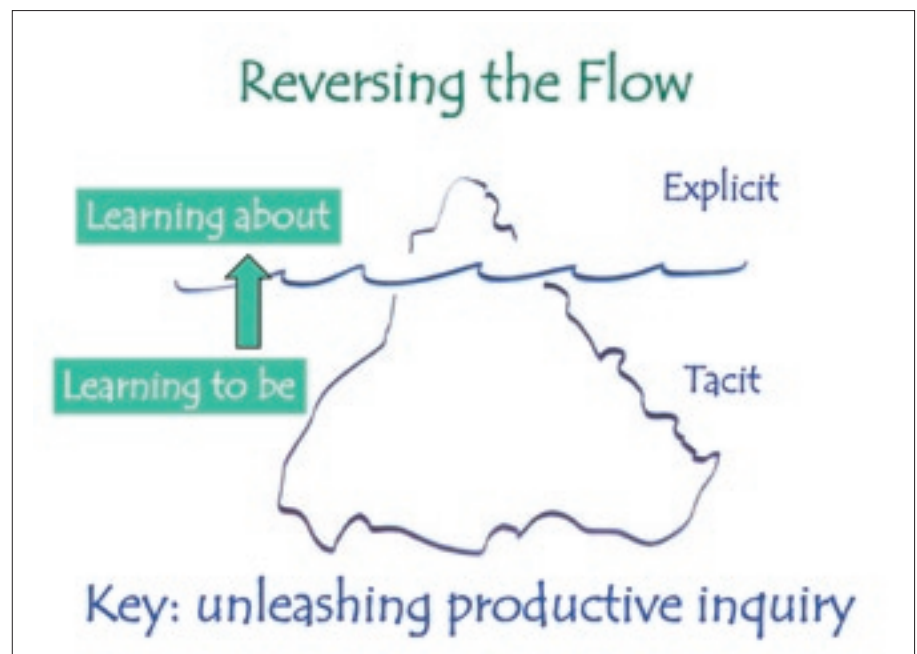 Reversing the Flow
Explicit
Learning about
Learning to be
Tacit
Key: unleashing productive inquiry